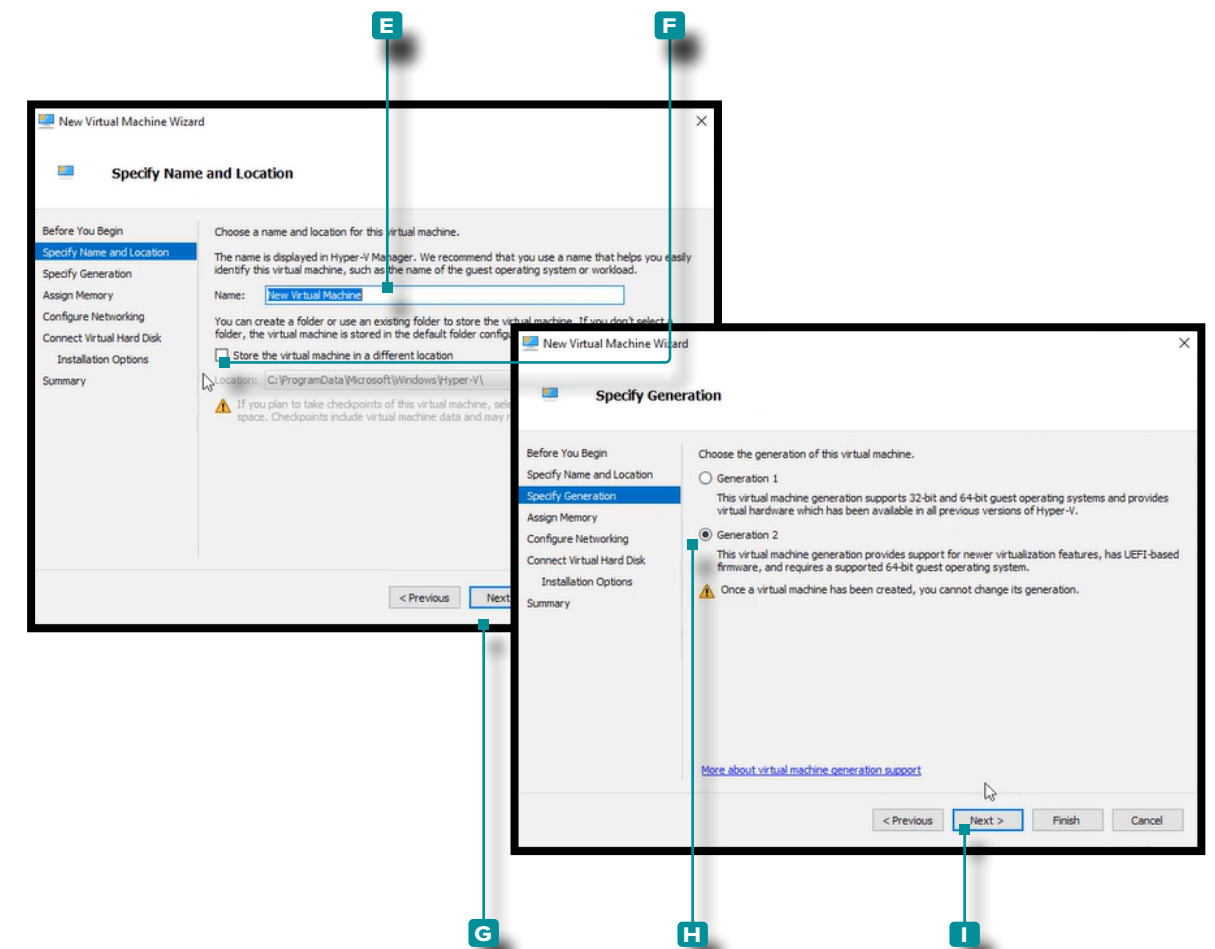 E
F
New Virtual Machine Wizard
Specify Name and Location
Before You Begin
Specify Name and Location
Specify Generation
Assign Memory
Configure Networking
Connect Virtual Hard Disk
Installation Options
Summary
Choose a name and location for this virtual machine.
The name is displayed in Hyper-V Manager. We recommend that you use a name that helps you easily
identify this virtual machine, such as the name of the guest operating system or workload.
Name: New Virtual Machine
You can create a folder or use an existing folder to store the virtual machine. If you don't select a
folder, the virtual machine is stored in the default folder
Store the virtual machine in a different location
Location: C:\ProgramData\Microsoft\Windows\Hyper-V\
If you plan to take checkpoints of this virtual machine,
space. Checkpoints include virtual machine data and may
< Previous
Next
New Virtual Machine Wizard
Specify Generation
Before You Begin
Specify Name and Location
Specify Generation
Assign Memory
Configure Networking
Connect Virtual Hard Disk
Installation Options
Summary
Choose the generation of this virtual machine.
Generation 1
This virtual machine generation supports 32-bit and 64-bit guest operating systems and provides
virtual hardware which has been available in all previous versions of Hyper-V.
Generation 2
This virtual machine generation provides support for newer virtualization features, has UEFI-based
firmware, and requires a supported 64-bit guest operating system.
Once a virtual machine has been created, you cannot change its generation.
More about virtual machine generation support
< Previous
Next >
Finish
Cancel
G
H
I